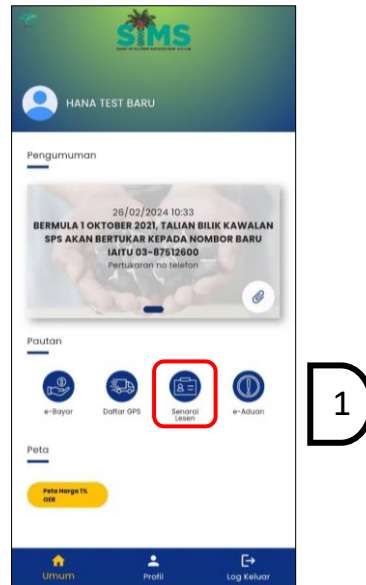 SIMS
HANA TEST BARU
Pengumuman
26/02/2024 10:33
BERMULA 1 OKTOBER 2021, TALIAN BILIK KAWALAN
SPS AKAN BERTUKAR KEPADA NOMBOR BARU
IAITU 03-87512600
Pertukaran no telefon
Pautan
e-Bayar
Daftar GPS
Senarai
Lesen
e-Aduan
1
Peta
Peta Harga 1%
OER
Umum
Profil
Log Keluar